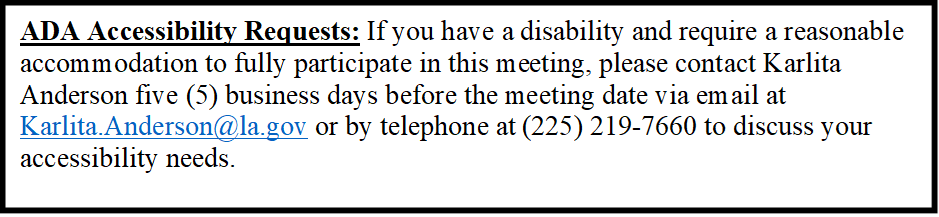 ADA Accessibility Requests: If you have a disability and require a reasonable
accommodation to fully participate in this meeting, please contact Karlita
Anderson five (5) business days before the meeting date via email at
Karlita.Anderson@la.gov or by telephone at (225) 219-7660 to discuss your
accessibility needs.